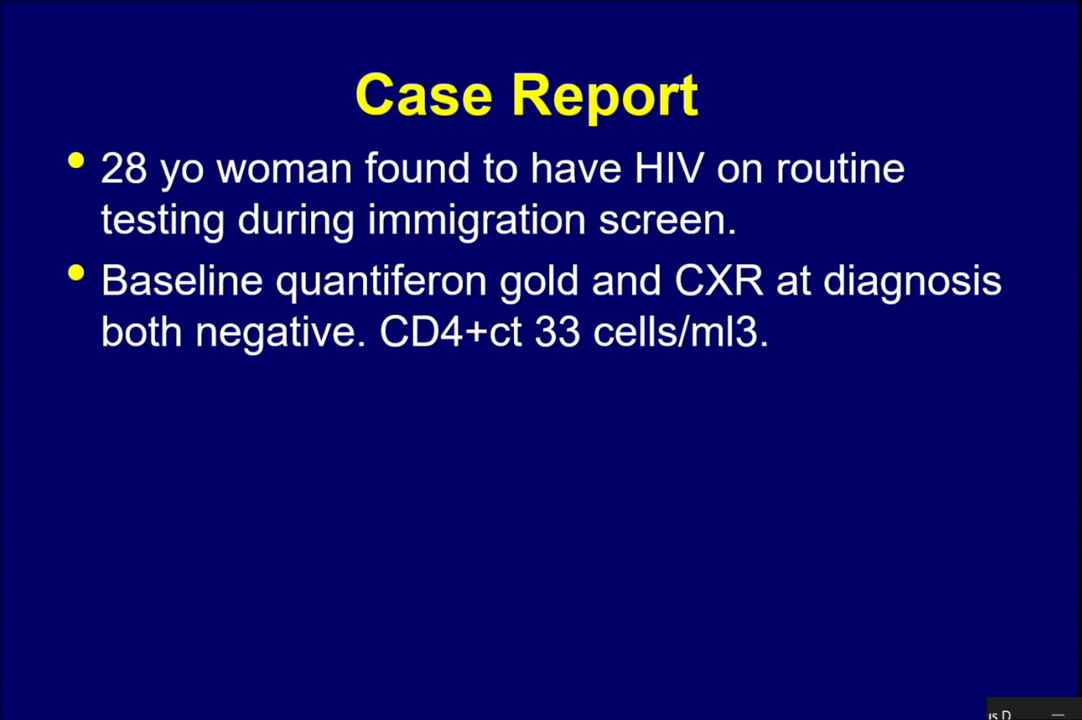 Case Report
• 28 yo woman found to have HIV on routine
testing during immigration screen.
• Baseline quantiferon gold and CXR at diagnosis
both negative. CD4+ct 33 cells/ml3.
us D